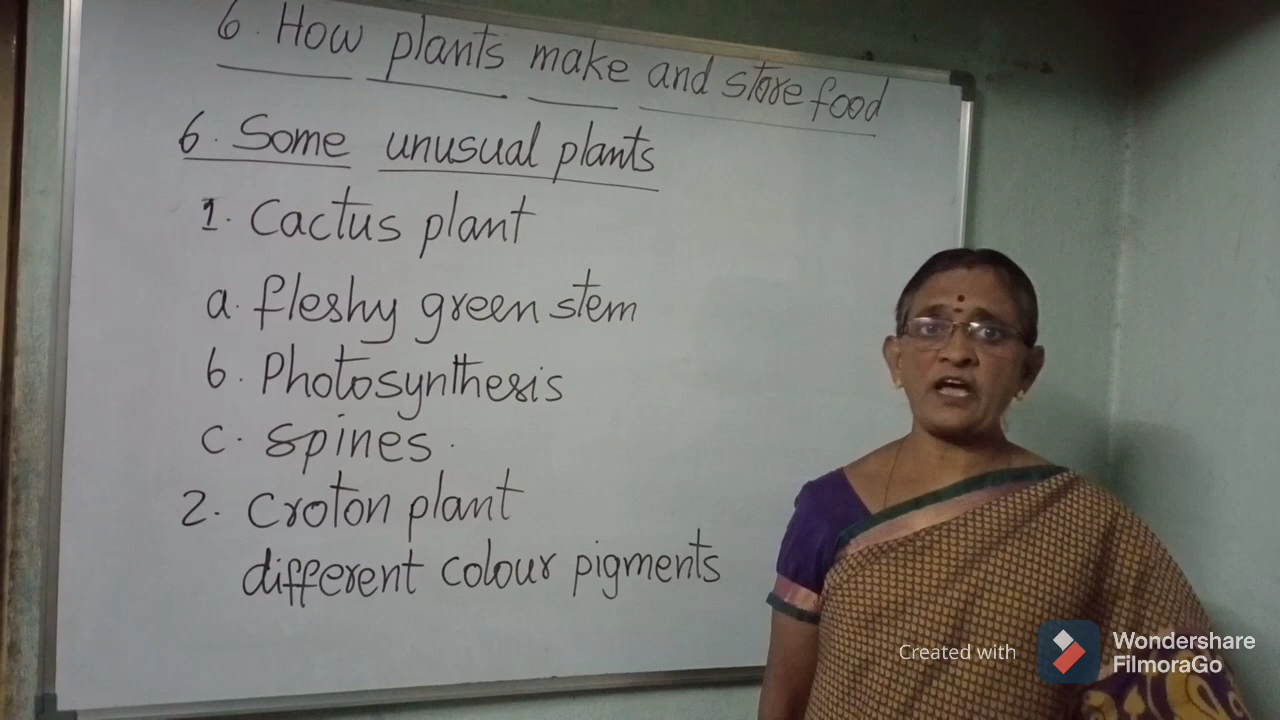 6. How plants make and store food
6. Some unusual plants
1. Cactus plant
a. fleshy green stem
b. Photosynthesis
c. spines.
2. Croton plant
different colour pigments
Created with
Wondershare
FilmoraGo